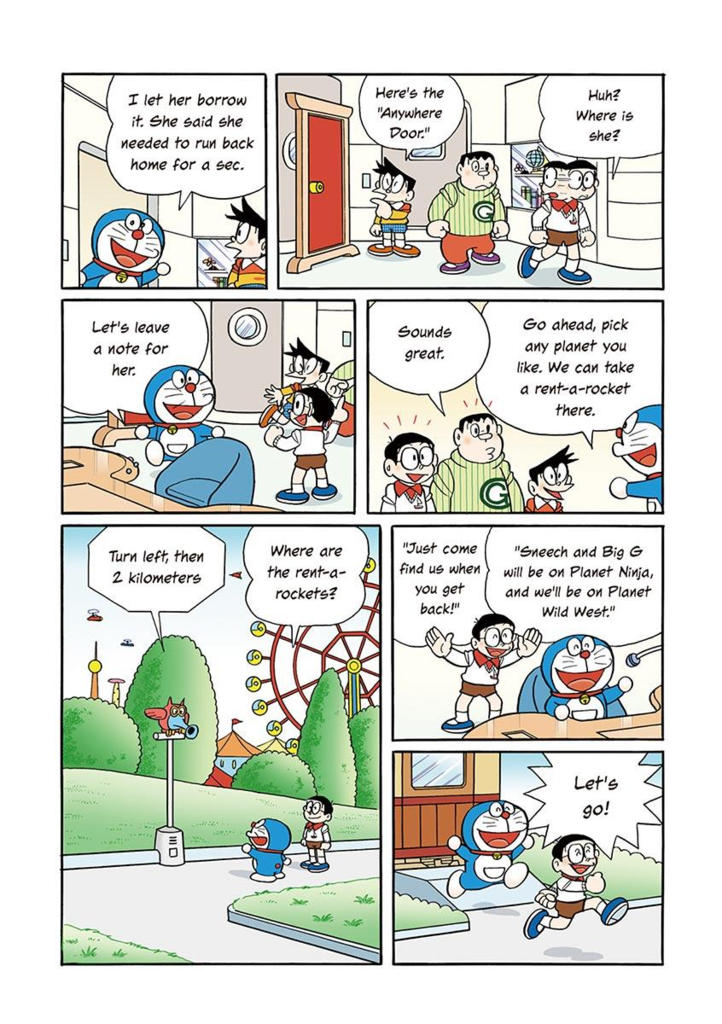 Huh?
Where is
she?
Here's the
"Anywhere
Door."
G
I let her borrow
it. She said she
needed to run back
home for a sec.
Go ahead, pick
any planet you
like. We can take
a rent-a-rocket
there.
Sounds
great.
G
Let's leave
a note for
her.
"Sneech and Big G
will be on Planet Ninja,
and we'll be on Planet
Wild West."
"Just come
find us when
you get
back!"
Let's
go!
Where are
the rent-a-
rockets?
Turn left, then
2 kilometers